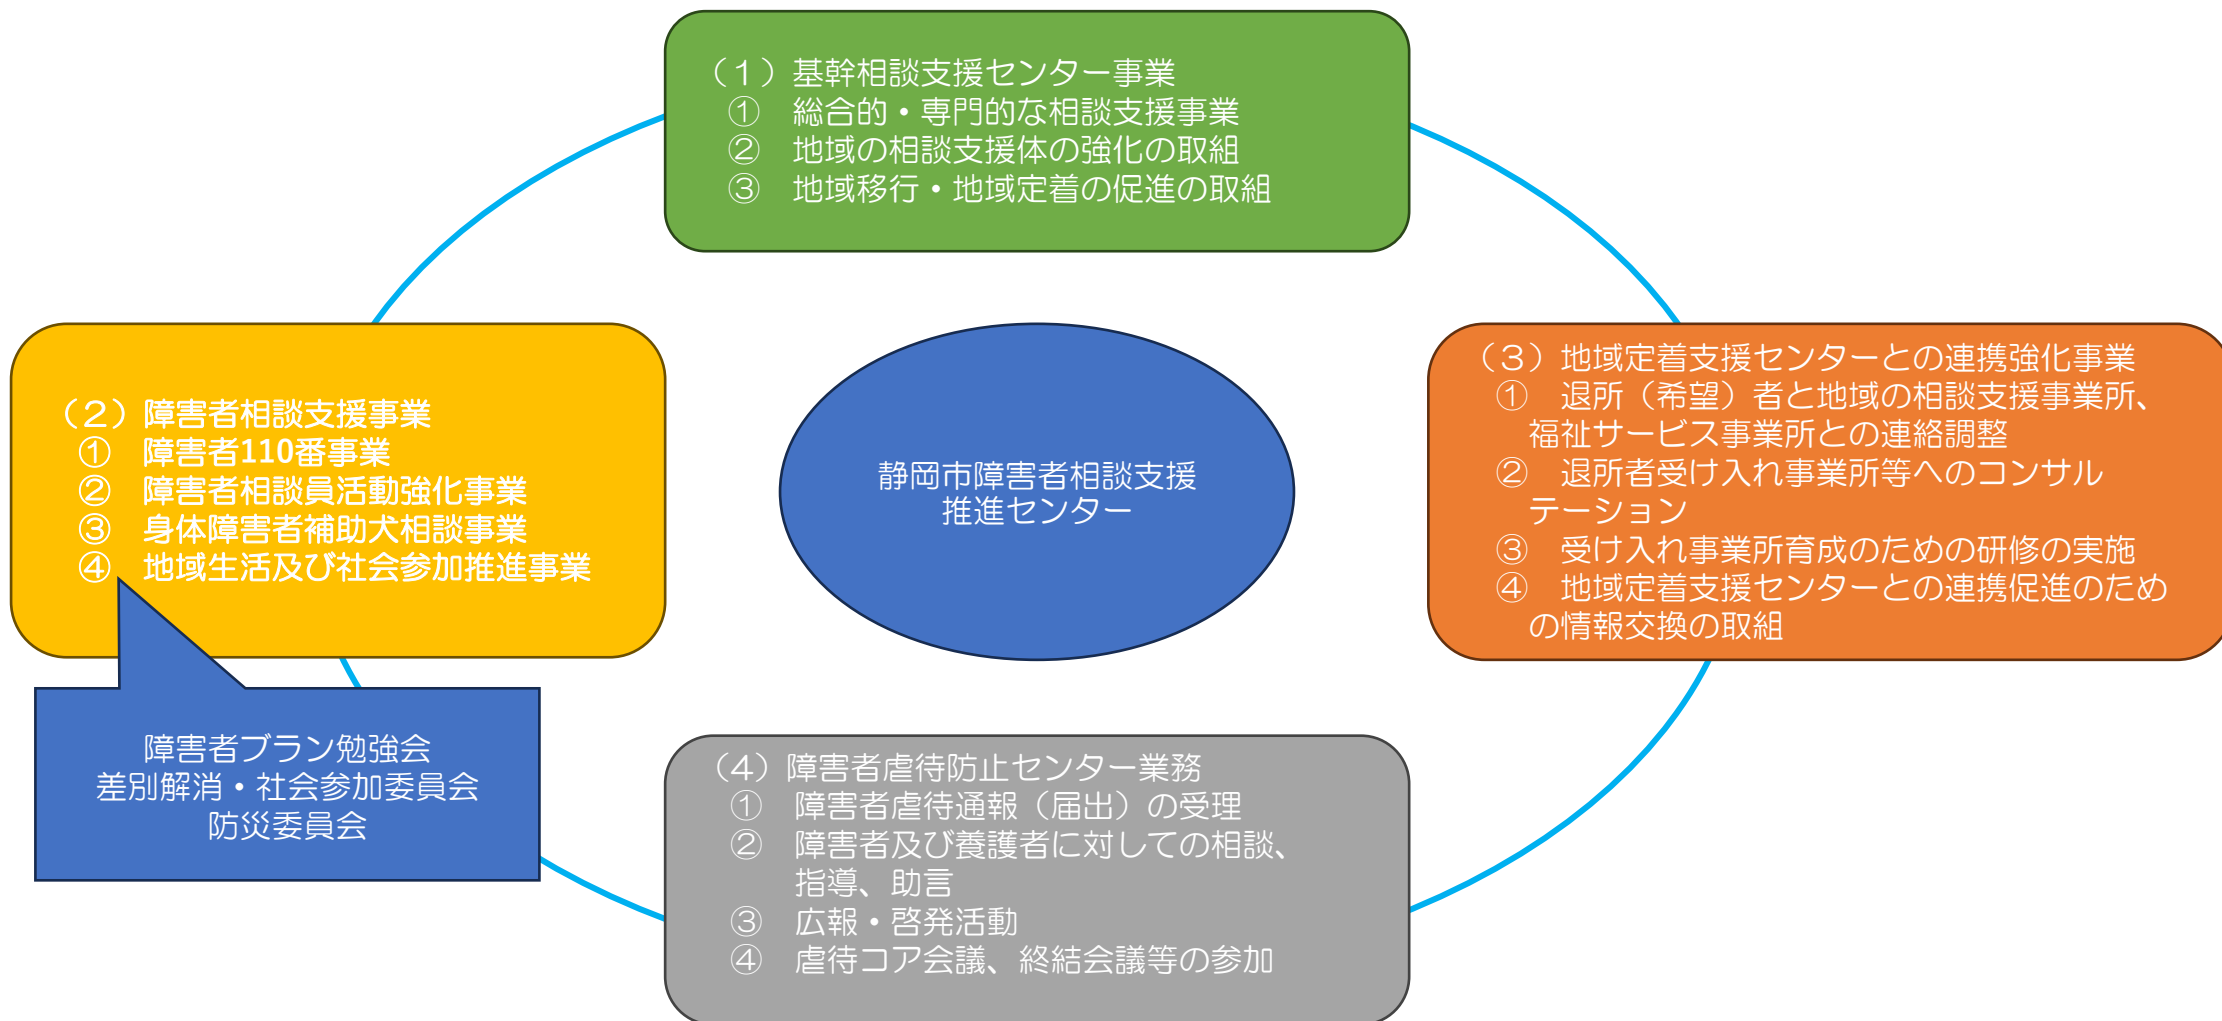 （１）基幹相談支援センター事業
①　総合的・専門的な相談支援事業
②　地域の相談支援体の強化の取組
③　地域移行・地域定着の促進の取組
（２）障害者相談支援事業
①　障害者110番事業
②　障害者相談員活動強化事業
③　身体障害者補助犬相談事業
④　地域生活及び社会参加推進事業
障害者プラン勉強会
差別解消・社会参加委員会
防災委員会
静岡市障害者相談支援
推進センター
（３）地域定着支援センターとの連携強化事業
①　退所（希望）者と地域の相談支援事業所、
福祉サービス事業所との連絡調整
②　退所者受け入れ事業所等へのコンサル
テーション
③　受け入れ事業所育成のための研修の実施
④　地域定着支援センターとの連携促進のため
の情報交換の取組
（４）障害者虐待防止センター業務
①　障害者虐待通報（届出）の受理
②　障害者及び養護者に対しての相談、
指導、助言
③　広報・啓発活動
④　虐待コア会議、終結会議等の参加